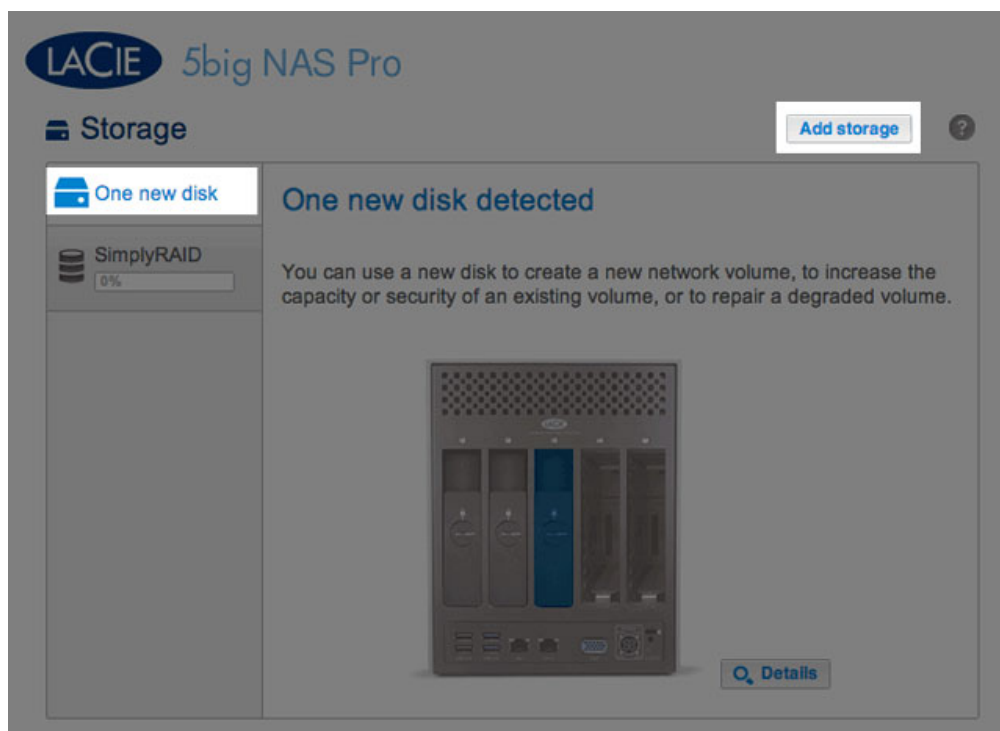 LACIE 5big NAS Pro
Storage
Add storage
?
One new disk
SimplyRAID
0%
One new disk detected
You can use a new disk to create a new network volume, to increase the
capacity or security of an existing volume, or to repair a degraded volume.
LACIE
Details